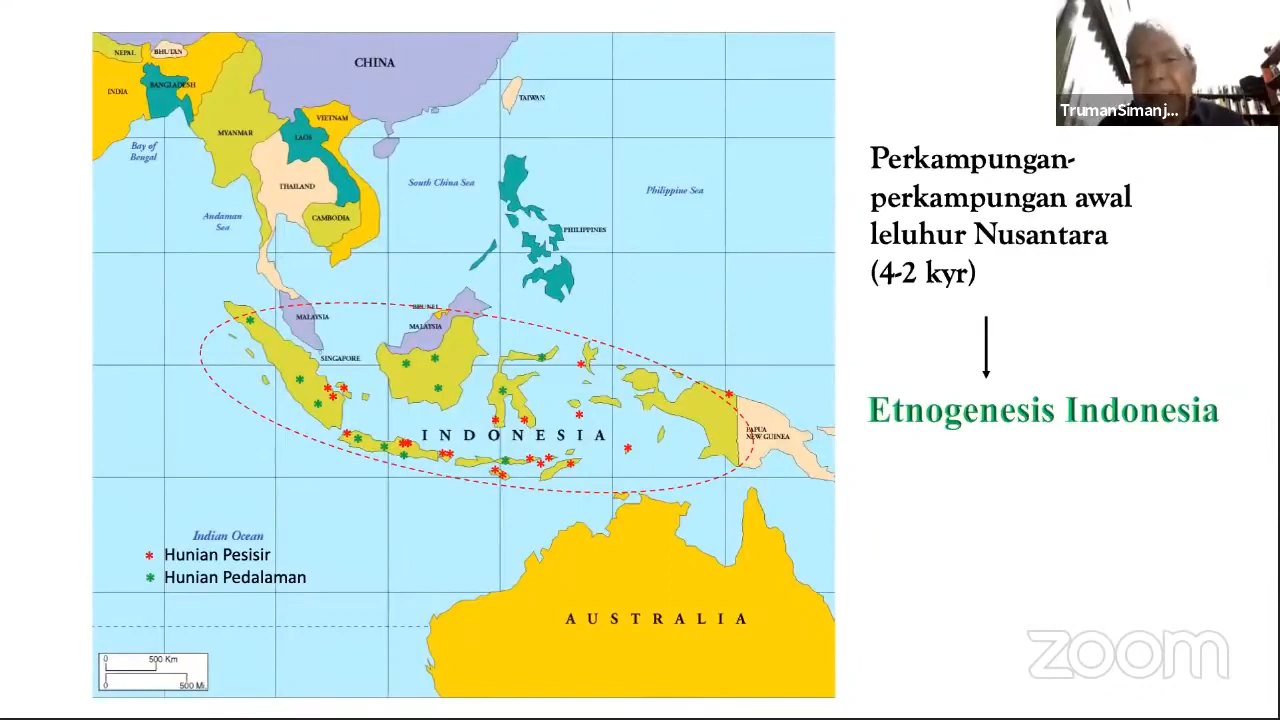 TrumanSimanj...
Perkampungan-
perkampungan awal
leluhur Nusantara
(4-2 kyr)
Etnogenesis Indonesia
NEPAL
BHUTAN
CHINA
INDIA
BANGLADESH
TAIWAN
VIETNAM
MYANMAR
LAOS
Bay of
Bengal
THAILAND
South China Sea
Philippine Sea
Andaman
Sea
CAMBODIA
PHILIPPINES
BRUNEI
MALAYSIA
MALAYSIA
SINGAPORE
INDONESIA
PAPUA
NEW GUINEA
Indian Ocean
* Hunian Pesisir
* Hunian Pedalaman
AUSTRALIA
0 500 Km
0 500 Mi
zoom